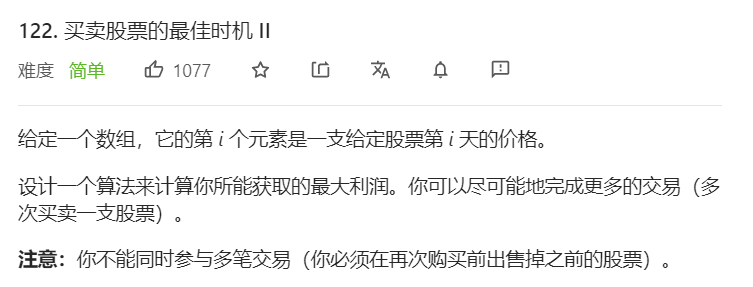 122. 买卖股票的最佳时机 II
难度 简单 1077
给定一个数组，它的第 i 个元素是一支给定股票第 i 天的价格。
设计一个算法来计算你所能获取的最大利润。你可以尽可能地完成更多的交易（多
次买卖一支股票）。
注意：你不能同时参与多笔交易（你必须在再次购买前出售掉之前的股票）。